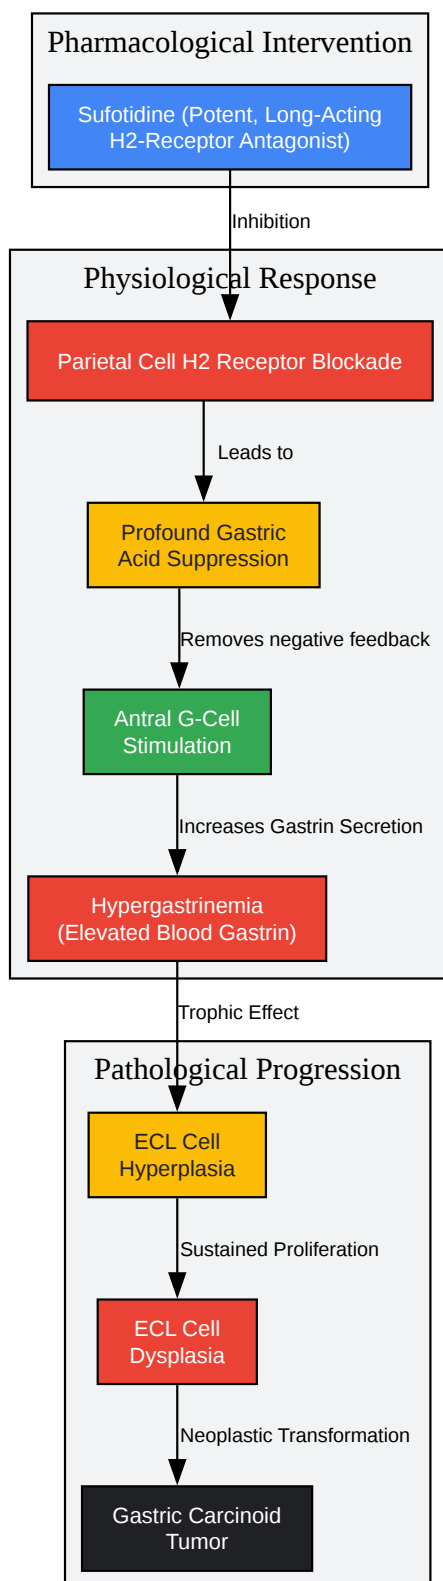 Pharmacological Intervention
Sufotidine (Potent, Long-Acting
H2-Receptor Antagonist)
Inhibition
Physiological Response
Parietal Cell H2 Receptor Blockade
Leads to
Profound Gastric
Acid Suppression
Removes negative feedback
Antral G-Cell
Stimulation
Increases Gastrin Secretion
Hypergastrinemia
(Elevated Blood Gastrin)
Trophic Effect
Pathological Progression
ECL Cell
Hyperplasia
Sustained Proliferation
ECL Cell
Dysplasia
Neoplastic Transformation
Gastric Carcinoid
Tumor